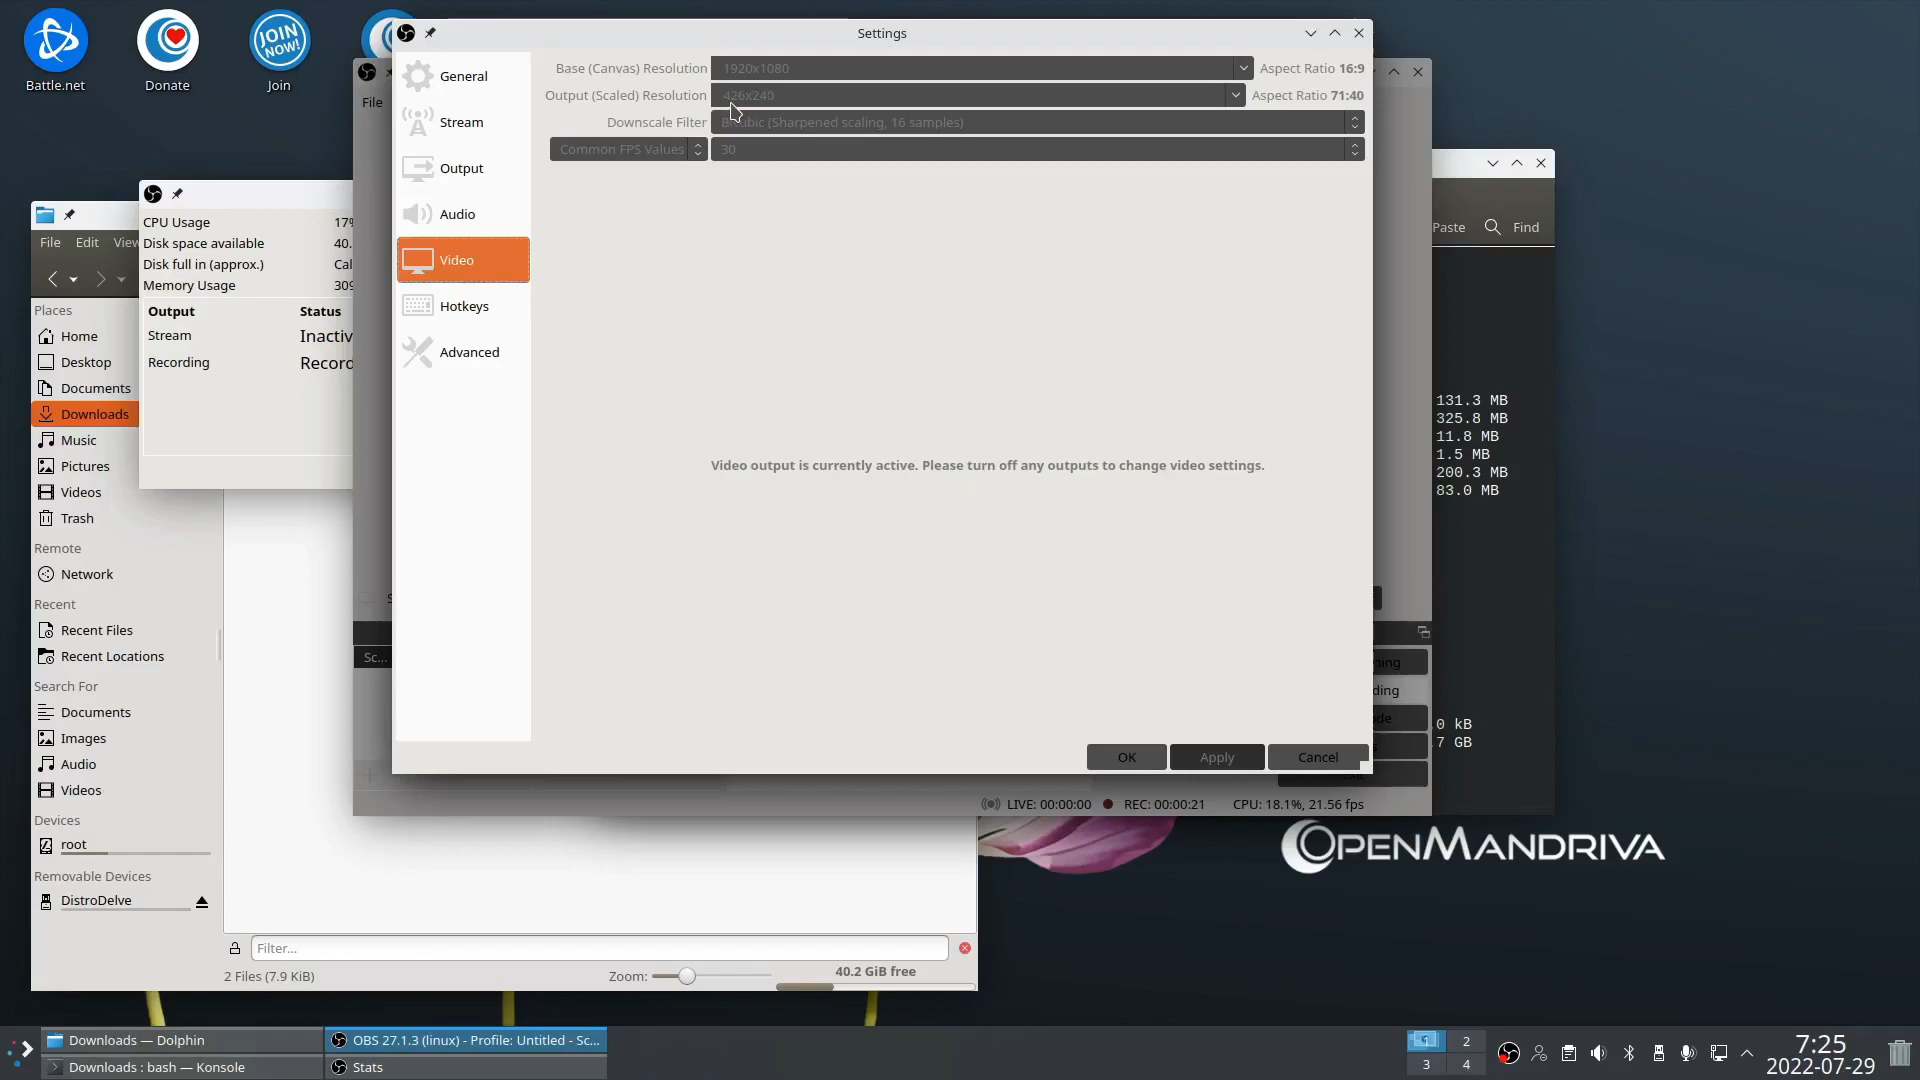 Battle.net
Donate
JOIN NOW!
Join
Settings
General
Stream
Output
Audio
Video
Hotkeys
Advanced
Base (Canvas) Resolution 1920x1080 Aspect Ratio 16:9
Output (Scaled) Resolution 426x240 Aspect Ratio 71:40
Downscale Filter Bicubic (Sharpened scaling, 16 samples)
Common FPS Values 30
Video output is currently active. Please turn off any outputs to change video settings.
OK Apply Cancel
File
Sc...
LIVE: 00:00:00 REC: 00:00:21 CPU: 18.1%, 21.56 fps
CPU Usage 17%
Disk space available 40.
Disk full in (approx.) Cal
Memory Usage 309
Output Status
Stream Inactiv
Recording Record
File Edit View
Places
Home
Desktop
Documents
Downloads
Music
Pictures
Videos
Trash
Remote
Network
Recent
Recent Files
Recent Locations
Search For
Documents
Images
Audio
Videos
Devices
root
Removable Devices
DistroDelve
Filter...
2 Files (7.9 KiB) Zoom: 40.2 GiB free
Paste Find
131.3 MB
325.8 MB
11.8 MB
1.5 MB
200.3 MB
83.0 MB
.0 kB
.7 GB
OPENMANDRIVA
Downloads — Dolphin
Downloads : bash — Konsole
OBS 27.1.3 (linux) - Profile: Untitled - Sc...
Stats
1 2
3 4
7:25
2022-07-29